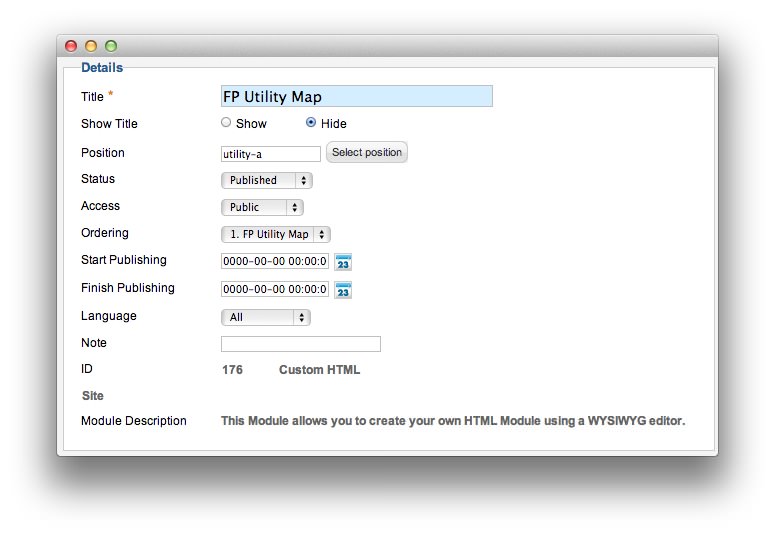 Details
Title * FP Utility Map
Show Title Show Hide
Position utility-a Select position
Status Published
Access Public
Ordering 1. FP Utility Map
Start Publishing 0000-00-00 00:00:0 23
Finish Publishing 0000-00-00 00:00:0 23
Language All
Note
ID 176 Custom HTML
Site
Module Description This Module allows you to create your own HTML Module using a WYSIWYG editor.